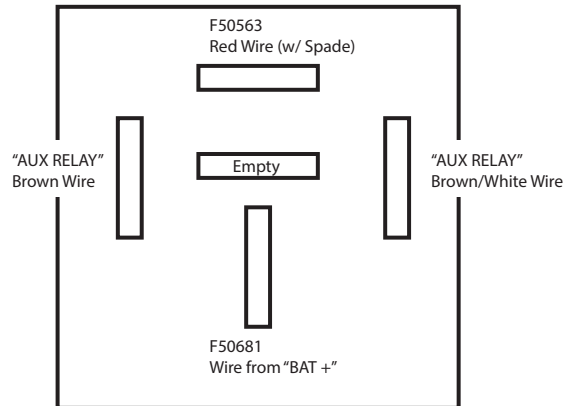 F50563
Red Wire (w/ Spade)
“AUX RELAY”
Brown Wire
Empty
“AUX RELAY”
Brown/White Wire
F50681
Wire from “BAT +”